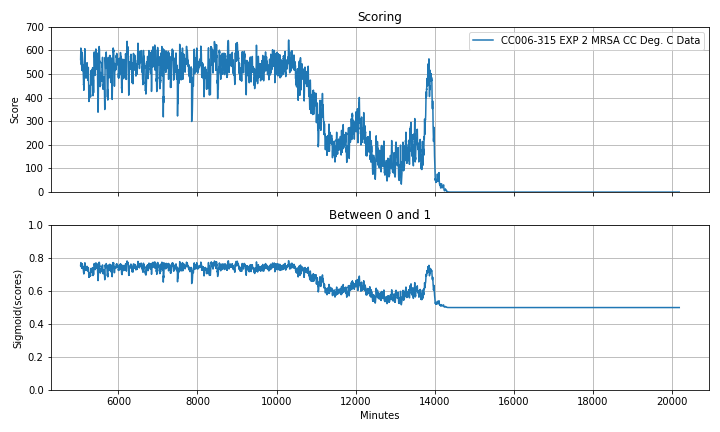 Scoring
700
600
500
400
300
200
100
0
Score
CC006-315 EXP 2 MRSA CC Deg. C Data
Between 0 and 1
1.0
0.8
0.6
0.4
0.2
0.0
Sigmoid(scores)
6000 8000 10000 12000 14000 16000 18000 20000
Minutes